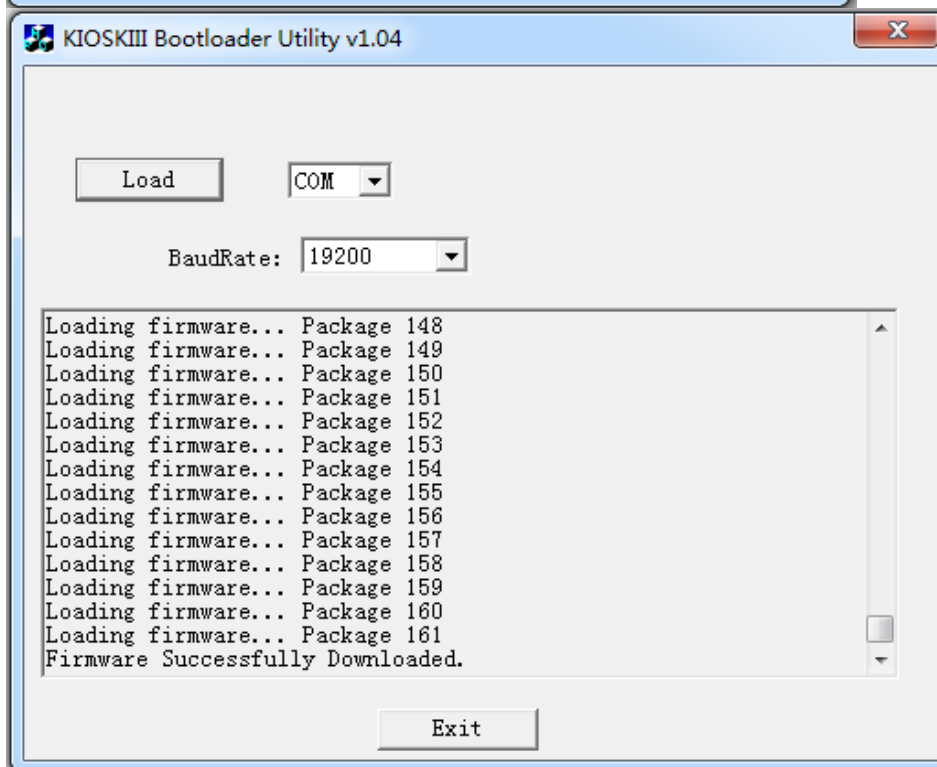 KIOSKIII Bootloader Utility v1.04
Load
COM
BaudRate:
19200
Loading firmware... Package 148
Loading firmware... Package 149
Loading firmware... Package 150
Loading firmware... Package 151
Loading firmware... Package 152
Loading firmware... Package 153
Loading firmware... Package 154
Loading firmware... Package 155
Loading firmware... Package 156
Loading firmware... Package 157
Loading firmware... Package 158
Loading firmware... Package 159
Loading firmware... Package 160
Loading firmware... Package 161
Firmware Successfully Downloaded.
Exit